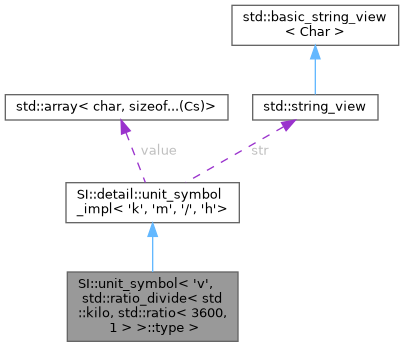 std::basic_string_view
< Char >
std::array< char, sizeof...(Cs)>
std::string_view
value
str
SI::detail::unit_symbol
_impl< 'k', 'm', '/', 'h'>
SI::unit_symbol< 'v',
std::ratio_divide< std
::kilo, std::ratio< 3600,
1 > >::type >